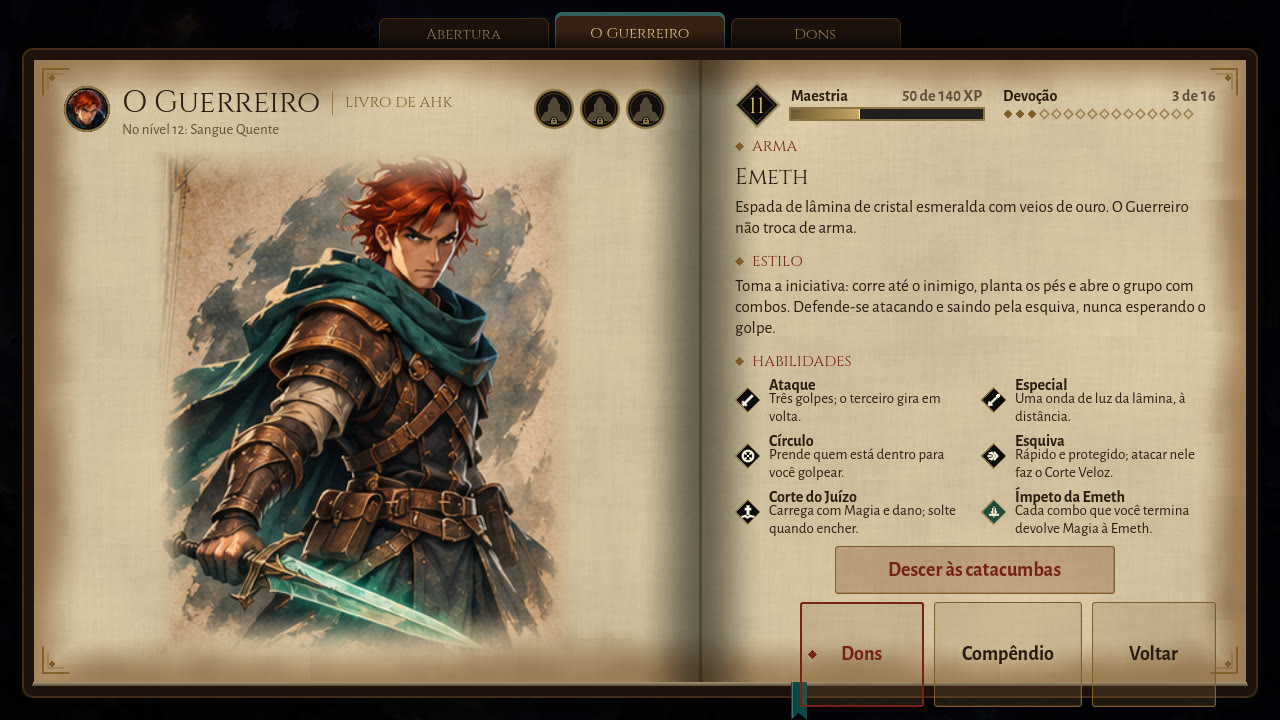 Abertura
O Guerreiro
Dons
O Guerreiro
Livro de Ahk
No nível 12: Sangue Quente
11
Maestria
50 de 140 XP
Devoção
3 de 16
Arma
Emeth
Espada de lâmina de cristal esmeralda com veios de ouro. O Guerreiro
não troca de arma.
Estilo
Toma a iniciativa: corre até o inimigo, planta os pés e abre o grupo com
combos. Defende-se atacando e saindo pela esquiva, nunca esperando o
golpe.
Habilidades
Ataque
Três golpes; o terceiro gira em
volta.
Especial
Uma onda de luz da lâmina, à
distância.
Círculo
Prende quem está dentro para
você golpear.
Esquiva
Rápido e protegido; atacar nele
faz o Corte Veloz.
Corte do Juízo
Carrega com Magia e dano; solte
quando encher.
Ímpeto da Emeth
Cada combo que você termina
devolve Magia à Emeth.
Descer às catacumbas
Dons
Compêndio
Voltar